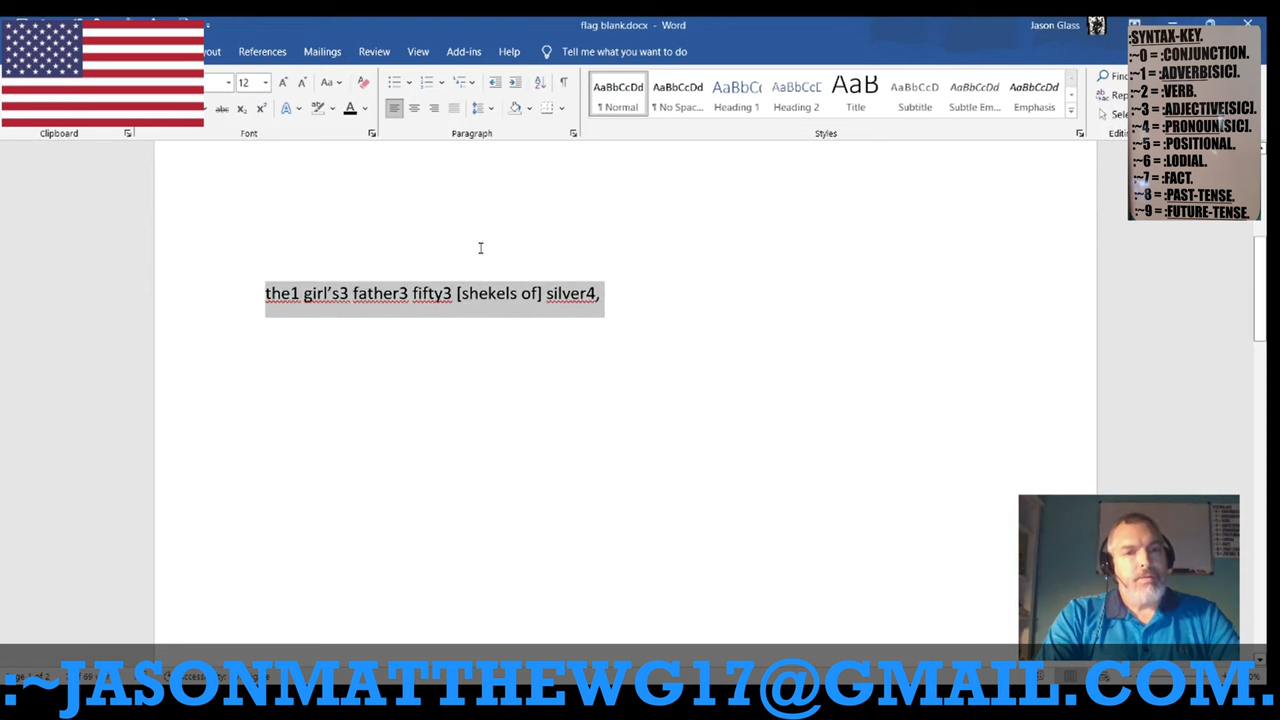 flag blank.docx - Word
Jason Glass
References Mailings Review View Add-ins Help Tell me what you want to do
12 Aa
AaBbCcDd AaBbCcDd AaBbCc AaBbCcD AaB AaBbCcD AaBbCcDd AaBbCcDd
¶ Normal ¶ No Spac... Heading 1 Heading 2 Title Subtitle Subtle Em... Emphasis
Clipboard Font Paragraph Styles
:SYNTAX-KEY.
:~0 = :CONJUNCTION.
:~1 = :ADVERB[SIC].
:~2 = :VERB.
:~3 = :ADJECTIVE[SIC].
:~4 = :PRONOUN[SIC].
:~5 = :POSITIONAL.
:~6 = :LODIAL.
:~7 = :FACT.
:~8 = :PAST-TENSE.
:~9 = :FUTURE-TENSE.
the1 girl’s3 father3 fifty3 [shekels of] silver4,
:~JASONMATTHEWG17@GMAIL.COM.